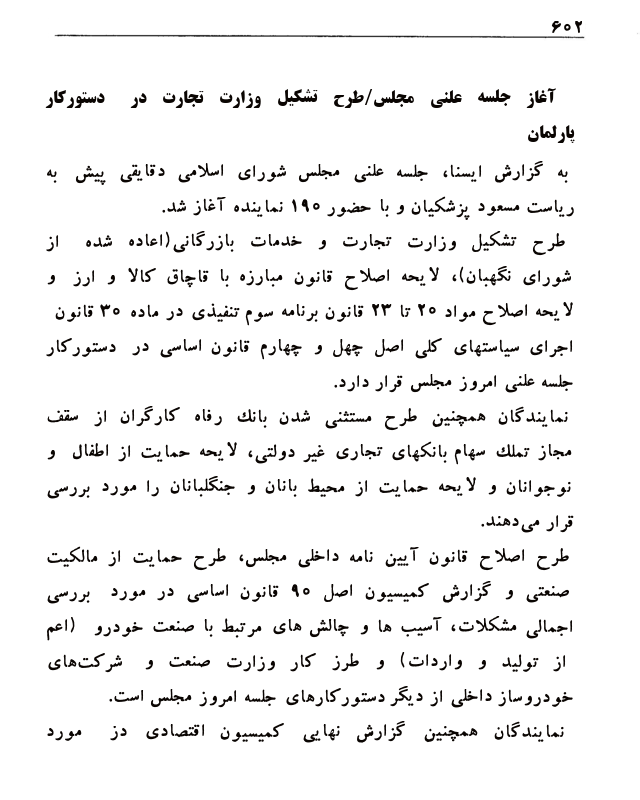 ۶۰۲
آغاز جلسه علنی مجلس/طرح تشکیل وزارت تجارت در دستورکار
پارلمان
به گزارش ایسنا، جلسه علنی مجلس شورای اسلامی دقایقی پیش به
ریاست مسعود پزشکیان و با حضور ۱۹۰ نماینده آغاز شد.
طرح تشکیل وزارت تجارت و خدمات بازرگانی(اعاده شده از
شورای نگهبان)، لایحه اصلاح قانون مبارزه با قاچاق کالا و ارز و
لایحه اصلاح مواد ۲۰ تا ۲۳ قانون برنامه سوم تنفیذی در ماده ۳۰ قانون
اجرای سیاستهای کلی اصل چهل و چهارم قانون اساسی در دستورکار
جلسه علنی امروز مجلس قرار دارد.
نمایندگان همچنین طرح مستثنی شدن بانك رفاه کارگران از سقف
مجاز تملك سهام بانکهای تجاری غیر دولتی، لایحه حمایت از اطفال و
نوجوانان و لایحه حمایت از محیط بانان و جنگلبانان را مورد بررسی
قرار می‌دهند.
طرح اصلاح قانون آیین نامه داخلی مجلس، طرح حمایت از مالکیت
صنعتی و گزارش کمیسیون اصل ۹۰ قانون اساسی در مورد بررسی
اجمالی مشکلات، آسیب ها و چالش های مرتبط با صنعت خودرو (اعم
از تولید و واردات) و طرز کار وزارت صنعت و شرکت‌های
خودروساز داخلی از دیگر دستورکارهای جلسه امروز مجلس است.
نمایندگان همچنین گزارش نهایی کمیسیون اقتصادی دز مورد